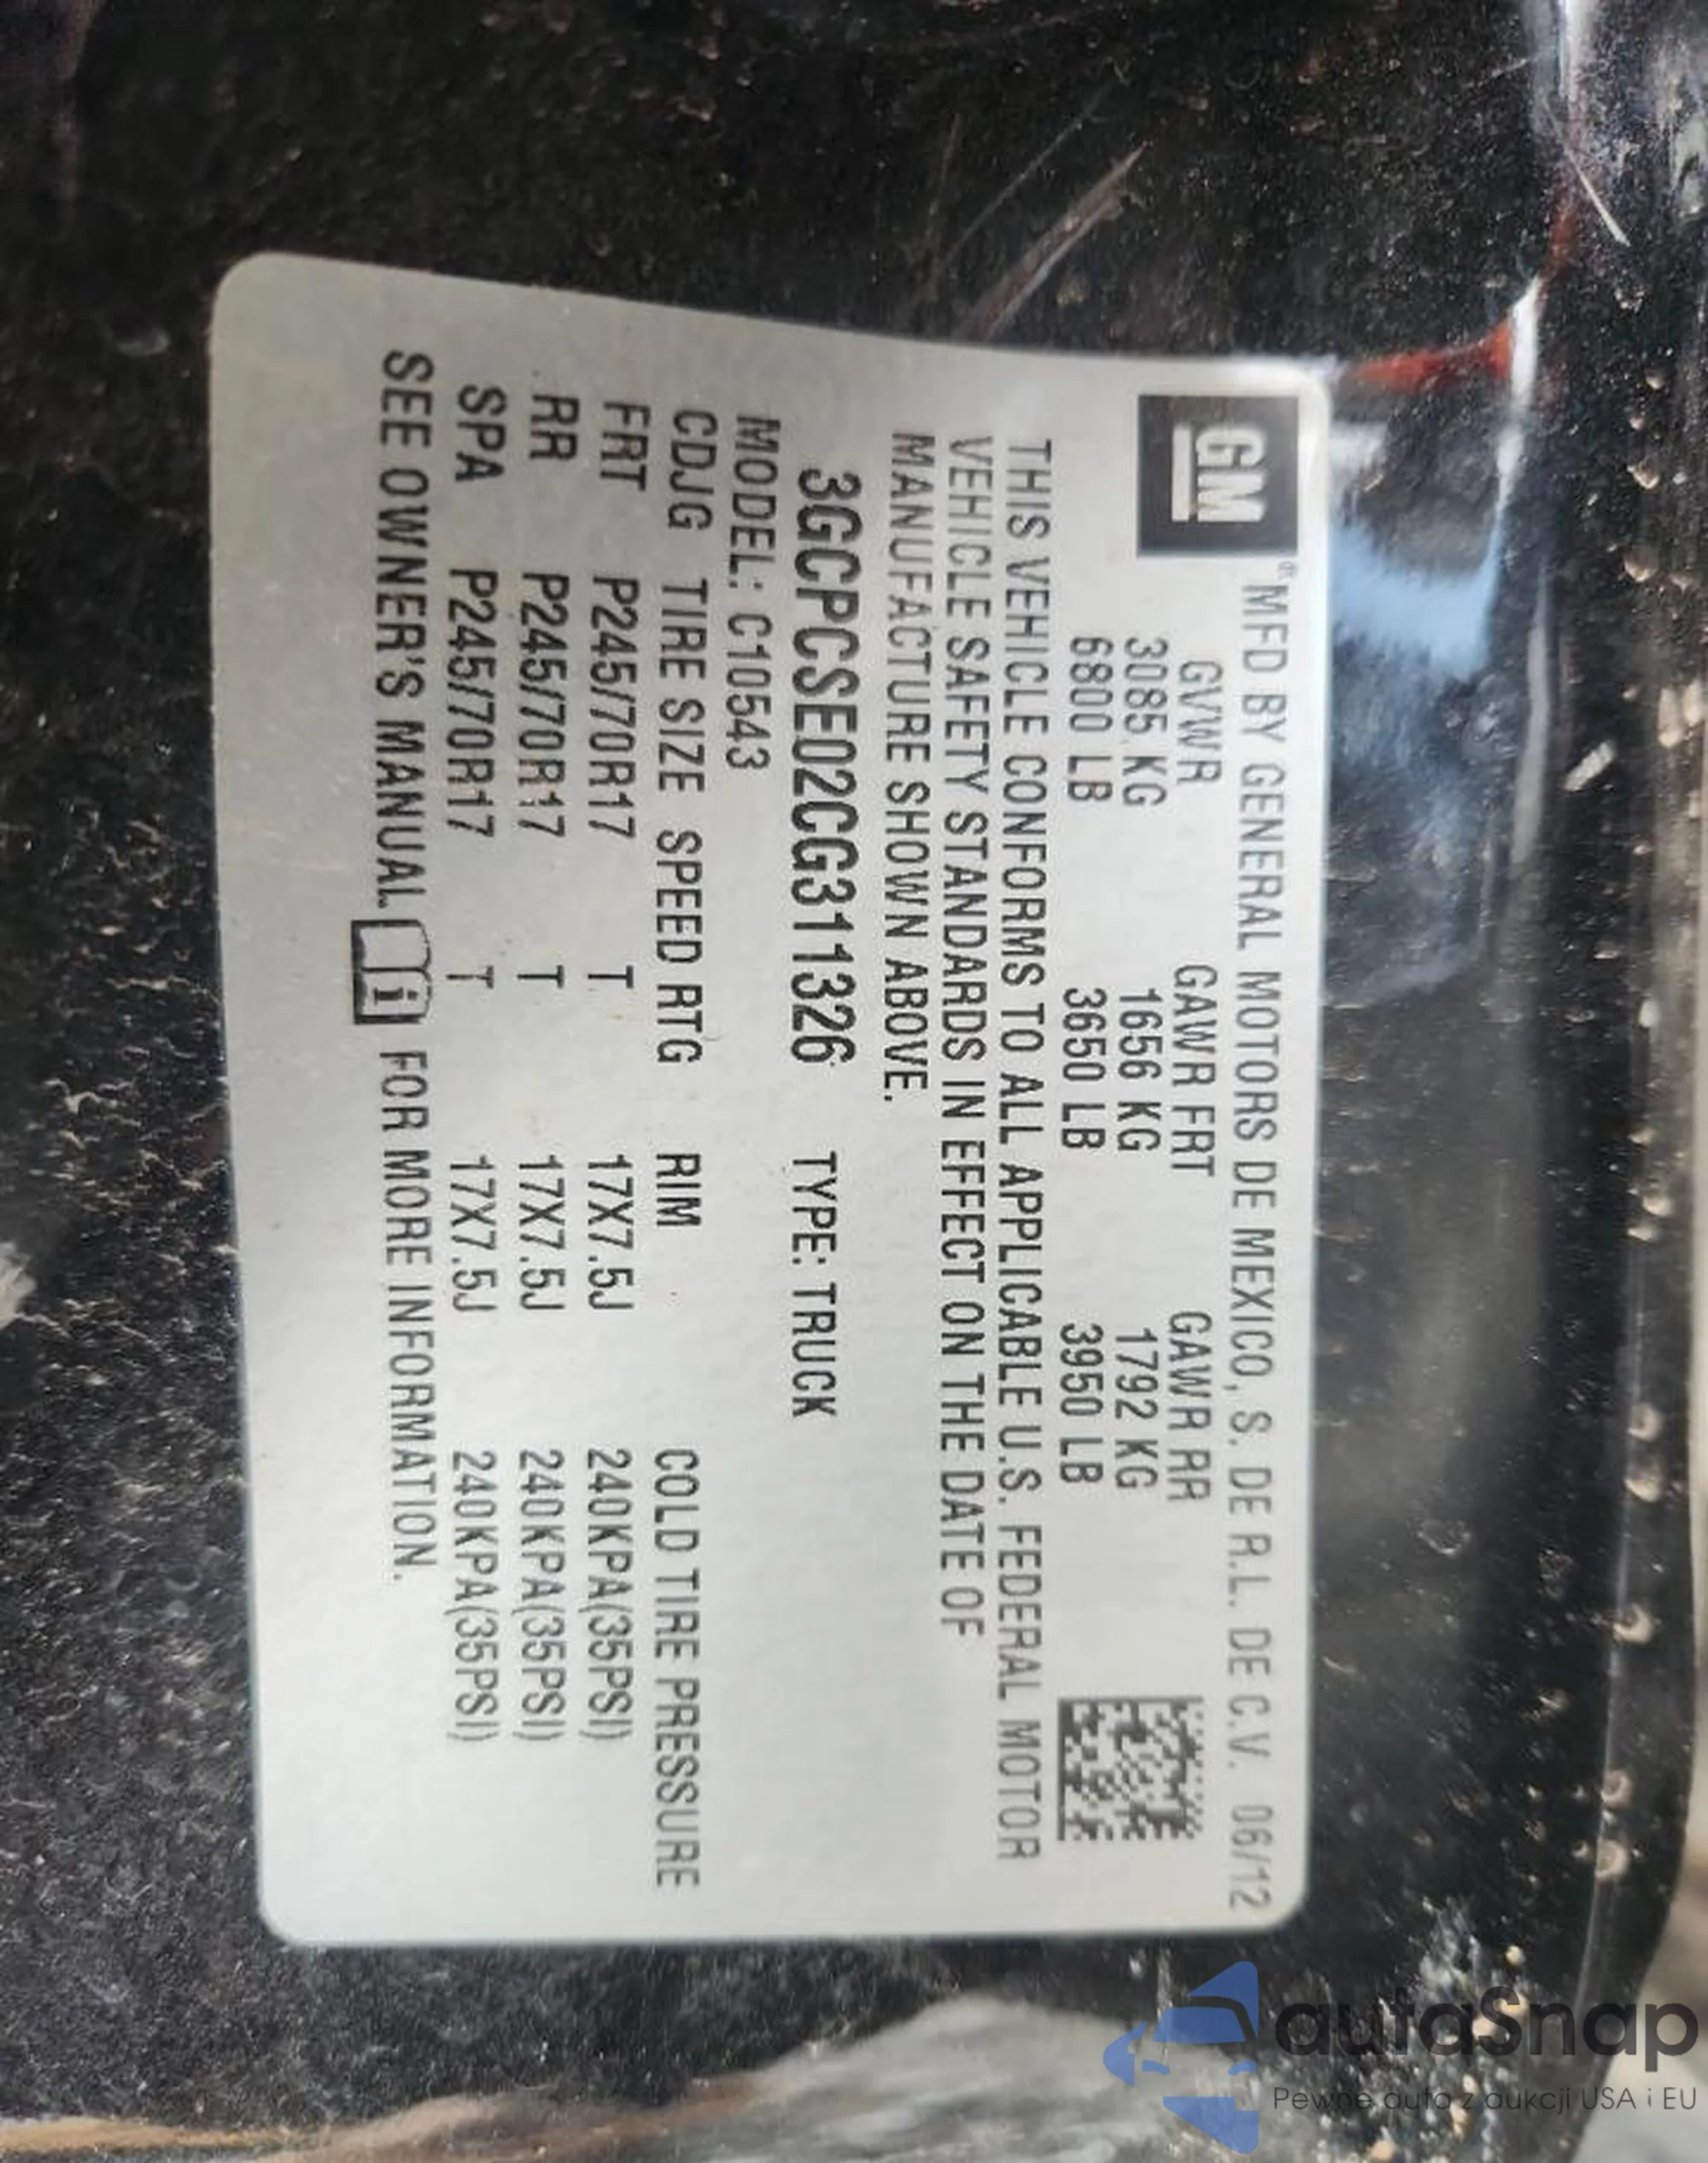 GM
®MFD BY GENERAL MOTORS DE MEXICO, S. DE R.L. DE C.V. 06/12
GVWR GAWR FRT GAWR RR
3085 KG 1656 KG 1792 KG
6800 LB 3650 LB 3950 LB
THIS VEHICLE CONFORMS TO ALL APPLICABLE U.S. FEDERAL MOTOR
VEHICLE SAFETY STANDARDS IN EFFECT ON THE DATE OF
MANUFACTURE SHOWN ABOVE.
3GCPCSE02CG311326 TYPE: TRUCK
MODEL: C10543
CDJG TIRE SIZE SPEED RTG RIM COLD TIRE PRESSURE
FRT P245/70R17 T 17X7.5J 240KPA(35PSI)
RR P245/70R17 T 17X7.5J 240KPA(35PSI)
SPA P245/70R17 T 17X7.5J 240KPA(35PSI)
SEE OWNER'S MANUAL i FOR MORE INFORMATION.
autaSnap
Pewne auta z aukcji USA i EU